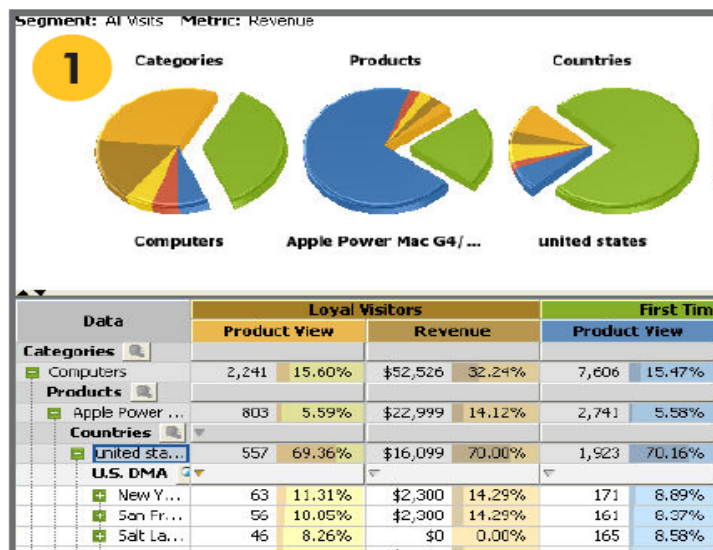 Segment: All Visits Metric: Revenue
1
Categories Products Countries
Computers Apple Power Mac G4/... united states
Data Loyal Visitors First Tim
Product View Revenue Product View
Categories
Computers 2,241 15.60% $52,526 32.24% 7,606 15.47%
Products
Apple Power ... 803 5.59% $22,999 14.12% 2,741 5.58%
Countries
united sta... 557 69.36% $16,099 70.00% 1,923 70.16%
U.S. DMA
New Y... 63 11.31% $2,300 14.29% 171 8.89%
San Fr... 56 10.05% $2,300 14.29% 161 8.37%
Salt La... 46 8.26% $0 0.00% 165 8.58%